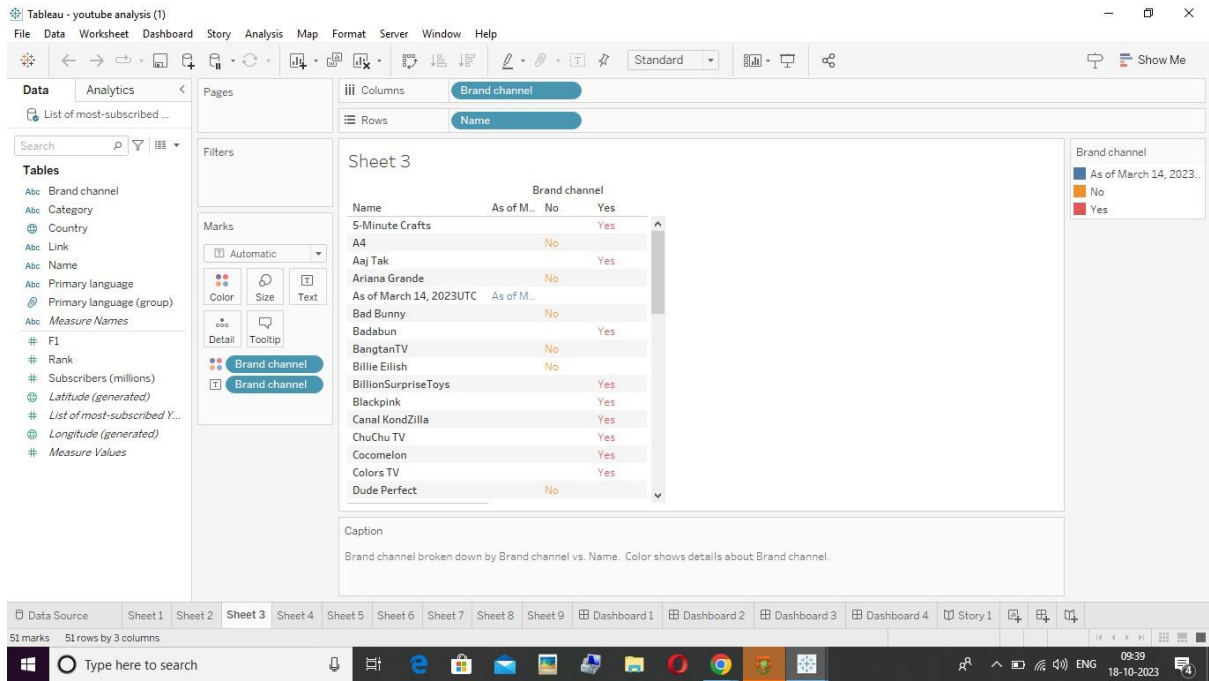 Tableau - youtube analysis (1)
File Data Worksheet Dashboard Story Analysis Map Format Server Window Help
Standard
Show Me
Data Analytics
List of most-subscribed ...
Search
Tables
Abc Brand channel
Abc Category
Country
Abc Link
Abc Name
Abc Primary language
Primary language (group)
Abc Measure Names
# F1
# Rank
# Subscribers (millions)
Latitude (generated)
# List of most-subscribed Y...
Longitude (generated)
# Measure Values
Pages
Filters
Marks
Automatic
Color Size Text
Detail Tooltip
Brand channel
Brand channel
Columns Brand channel
Rows Name
Sheet 3
Brand channel
Name As of M.. No Yes
5-Minute Crafts Yes
A4 No
Aaj Tak Yes
Ariana Grande No
As of March 14, 2023UTC As of M..
Bad Bunny No
Badabun Yes
BangtanTV No
Billie Eilish No
BillionSurpriseToys Yes
Blackpink Yes
Canal KondZilla Yes
ChuChu TV Yes
Cocomelon Yes
Colors TV Yes
Dude Perfect No
Caption
Brand channel broken down by Brand channel vs. Name. Color shows details about Brand channel.
Brand channel
As of March 14, 2023..
No
Yes
Data Source Sheet 1 Sheet 2 Sheet 3 Sheet 4 Sheet 5 Sheet 6 Sheet 7 Sheet 8 Sheet 9 Dashboard 1 Dashboard 2 Dashboard 3 Dashboard 4 Story 1
51 marks 51 rows by 3 columns
Type here to search
ENG
09:39
18-10-2023
4